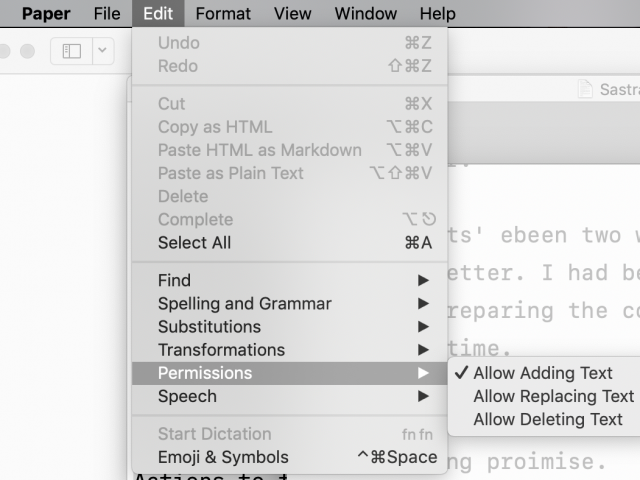 Paper File Edit Format View Window Help
Undo ⌘Z
Redo ⇧⌘Z
Sastra
Cut ⌘X
Copy as HTML ⌥⌘C
Paste HTML as Markdown ⌥⌘V
Paste as Plain Text ⌥⇧⌘V
Delete
Complete ⌥⎋
Select All ⌘A
ts' ebeen two w
etter. I had be
Find ▶
Spelling and Grammar ▶
reparing the co
Substitutions ▶
Transformations ▶
time.
Permissions ▶
✓ Allow Adding Text
Speech ▶
Allow Replacing Text
Allow Deleting Text
Start Dictation fn fn
Emoji & Symbols ^⌘Space
ng proimise.